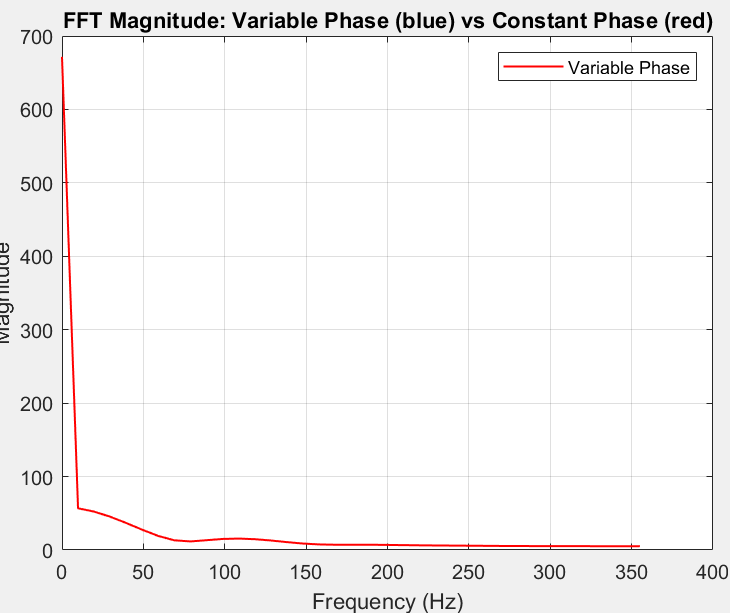 FFT Magnitude: Variable Phase (blue) vs Constant Phase (red)
Variable Phase
700
600
500
400
300
200
100
0
Magnitude
0 50 100 150 200 250 300 350 400
Frequency (Hz)